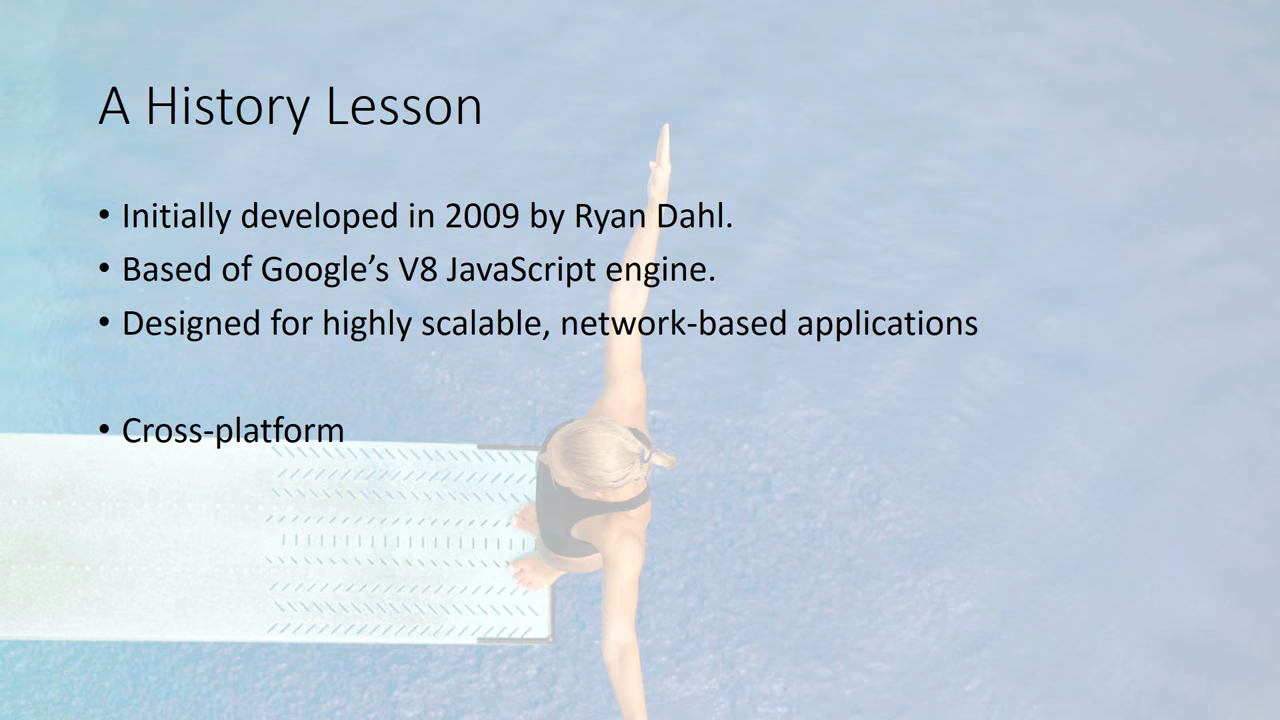 A History Lesson
• Initially developed in 2009 by Ryan Dahl.
• Based of Google’s V8 JavaScript engine.
• Designed for highly scalable, network-based applications
• Cross-platform